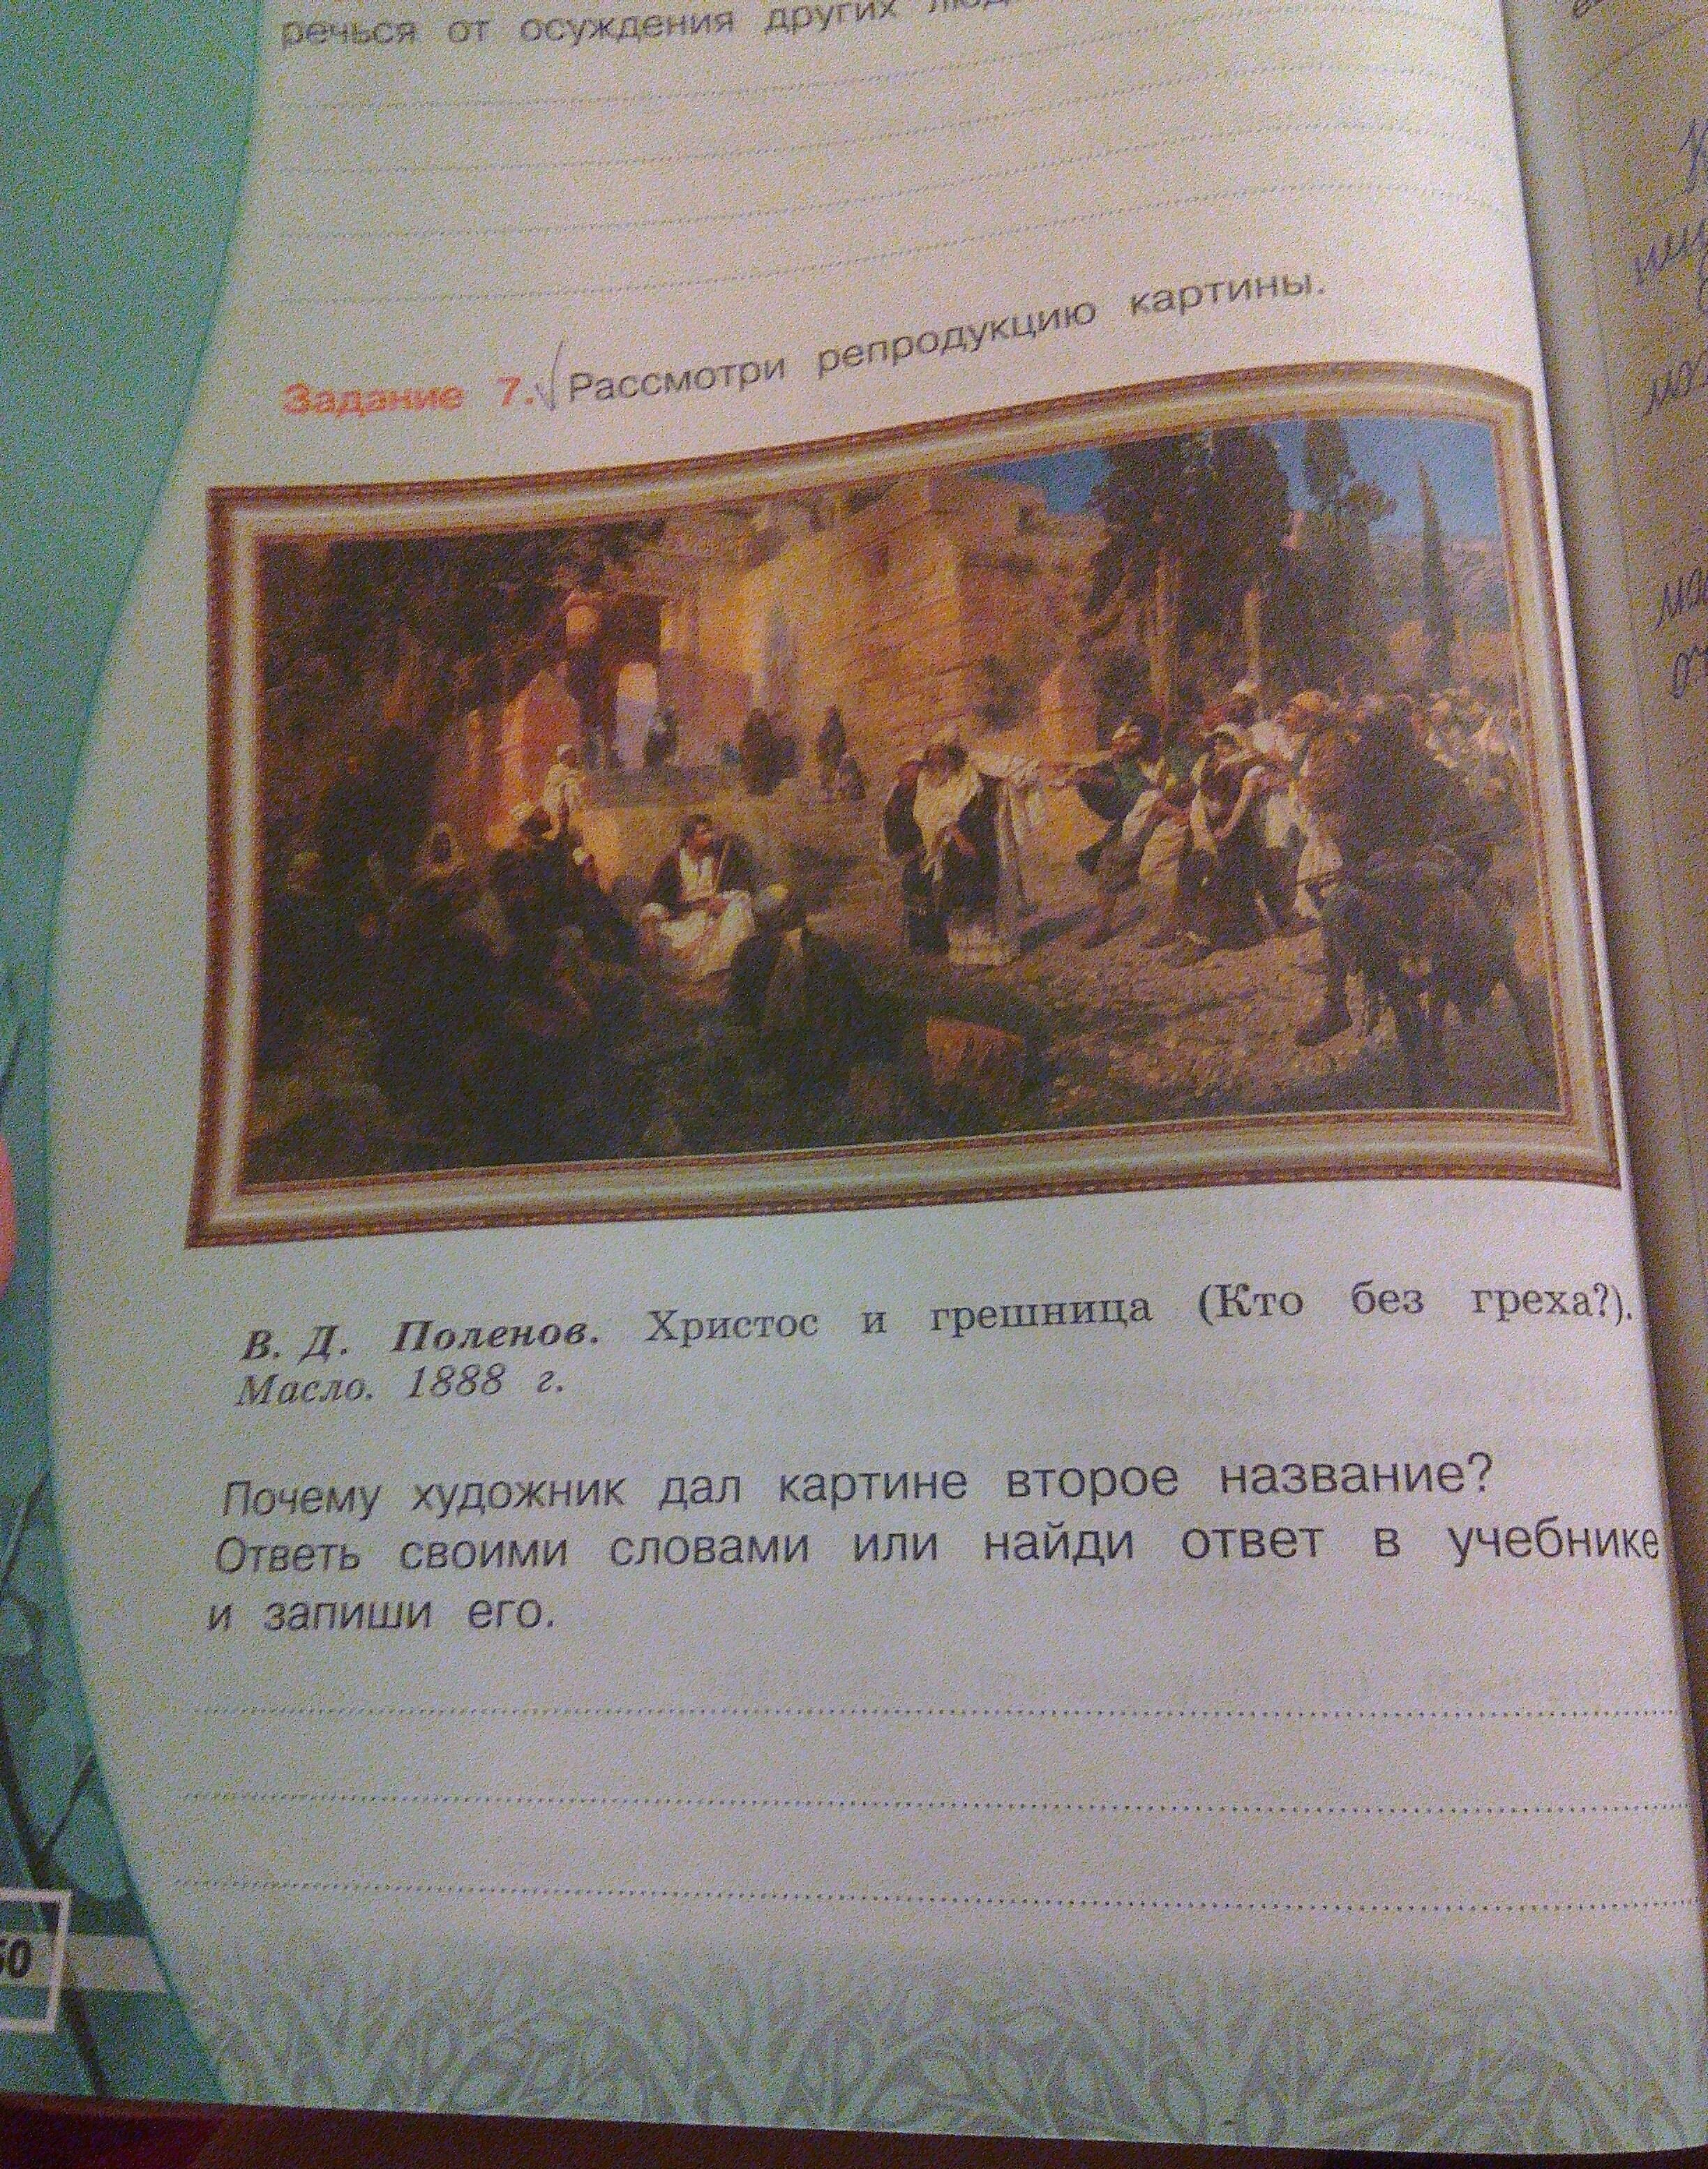 речься от осуждения других
Задание 7. Рассмотри репродукцию картины.
В. Д. Поленов. Христос и грешница (Кто без греха?).
Масло. 1888 г.
Почему художник дал картине второе название?
Ответь своими словами или найди ответ в учебнике
и запиши его.